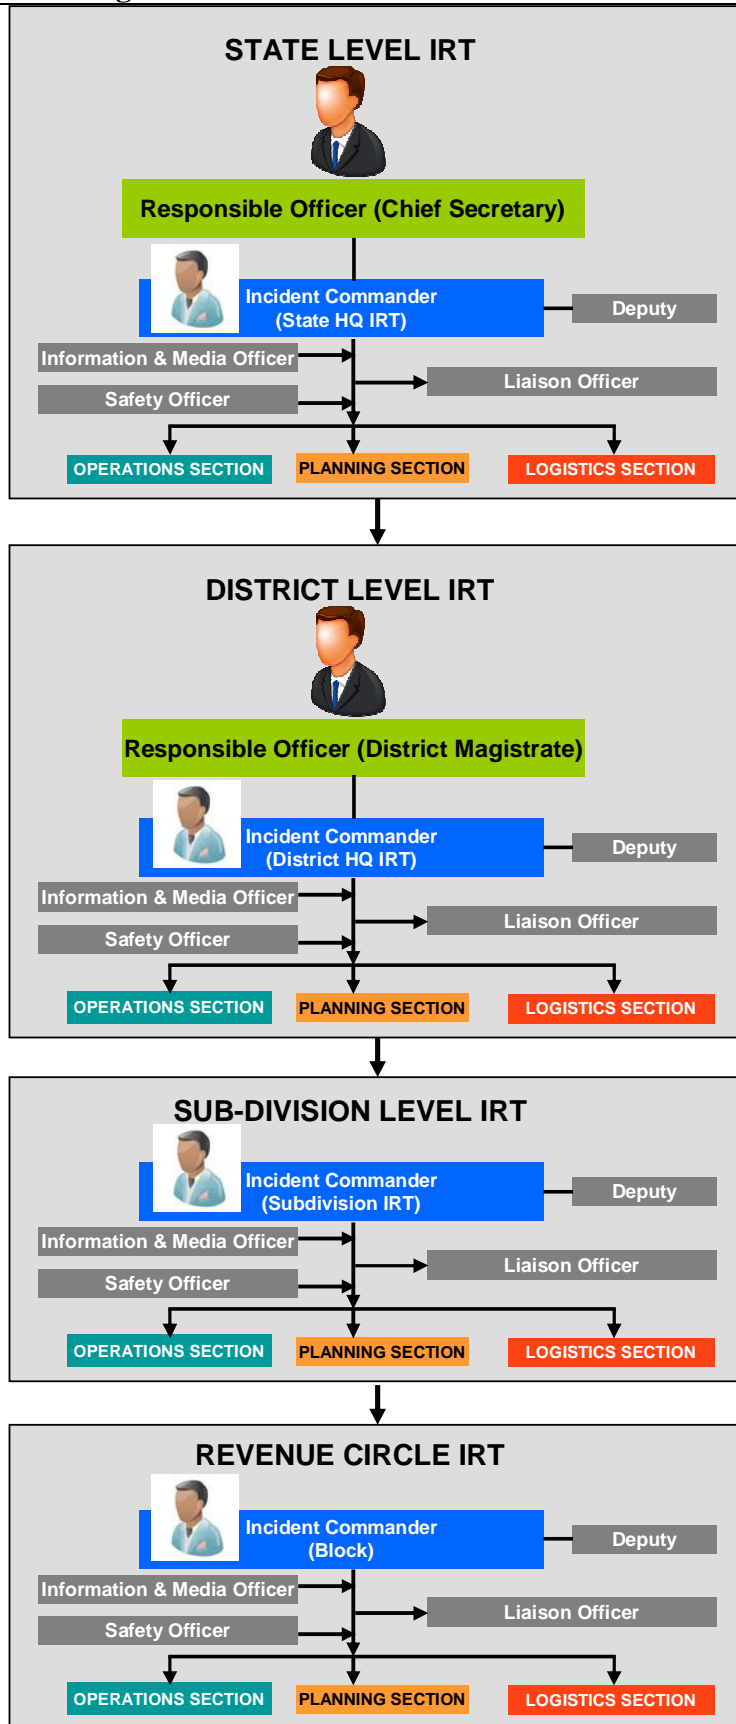 STATE LEVEL IRT
Responsible Officer (Chief Secretary)
Incident Commander
(State HQ IRT)
Deputy
Information & Media Officer
Liaison Officer
Safety Officer
OPERATIONS SECTION
PLANNING SECTION
LOGISTICS SECTION
DISTRICT LEVEL IRT
Responsible Officer (District Magistrate)
Incident Commander
(District HQ IRT)
Deputy
Information & Media Officer
Liaison Officer
Safety Officer
OPERATIONS SECTION
PLANNING SECTION
LOGISTICS SECTION
SUB-DIVISION LEVEL IRT
Incident Commander
(Subdivision IRT)
Deputy
Information & Media Officer
Liaison Officer
Safety Officer
OPERATIONS SECTION
PLANNING SECTION
LOGISTICS SECTION
REVENUE CIRCLE IRT
Incident Commander
(Block)
Deputy
Information & Media Officer
Liaison Officer
Safety Officer
OPERATIONS SECTION
PLANNING SECTION
LOGISTICS SECTION